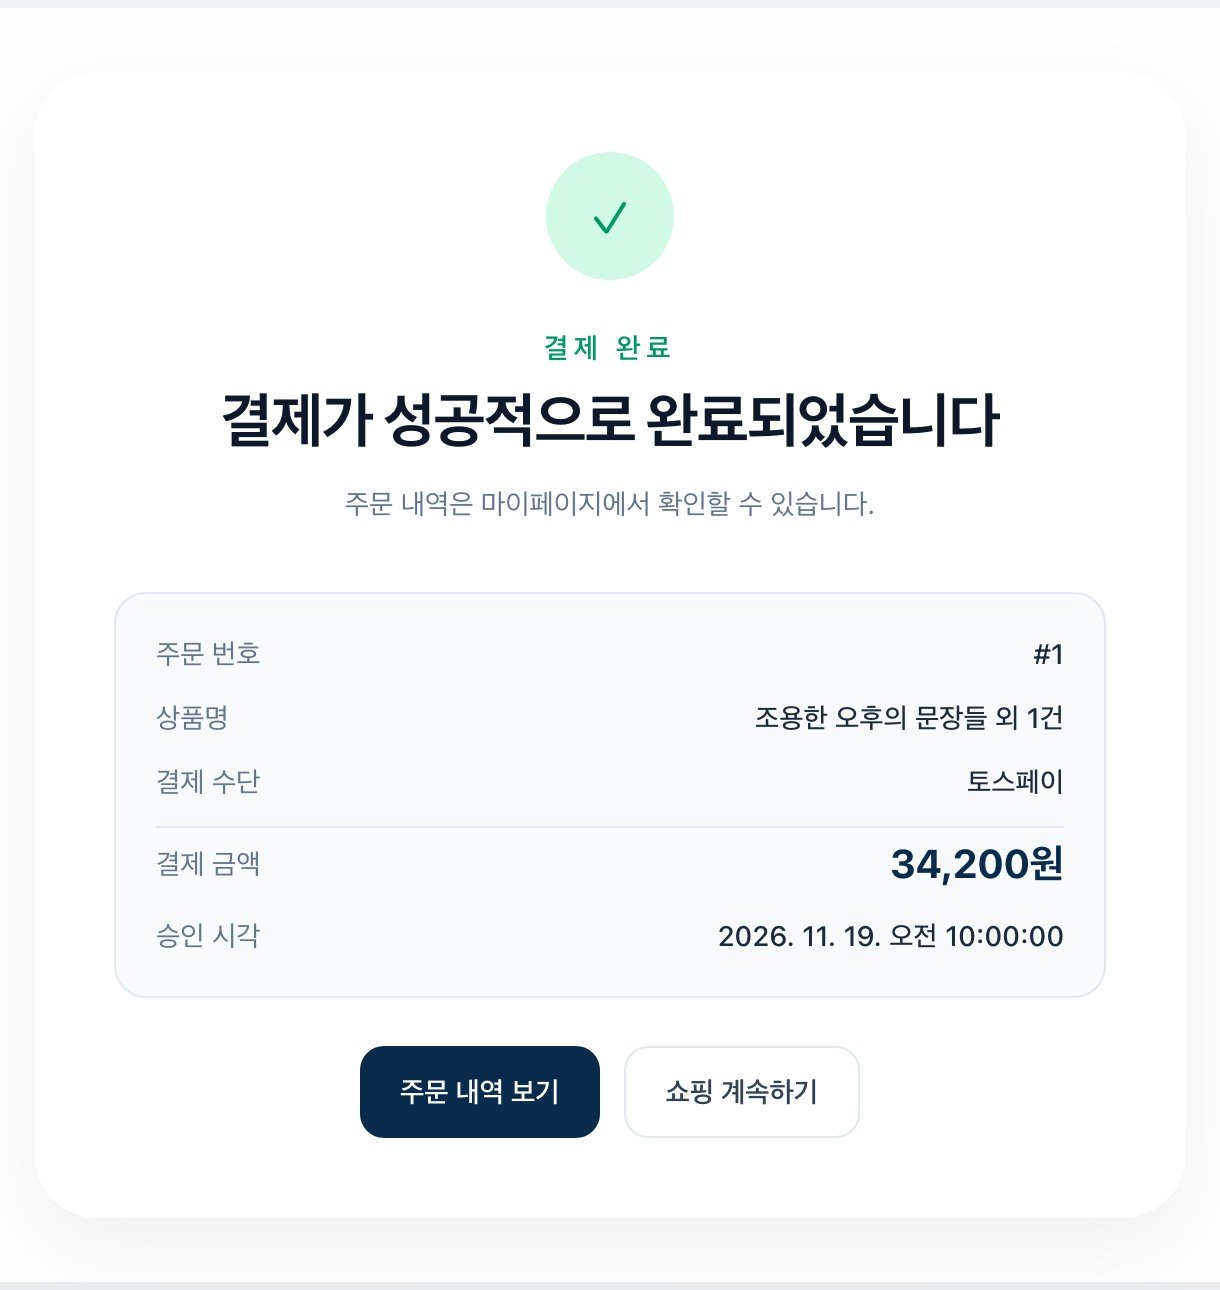 결제 완료
결제가 성공적으로 완료되었습니다
주문 내역은 마이페이지에서 확인할 수 있습니다.
주문 번호 #1
상품명 조용한 오후의 문장들 외 1건
결제 수단 토스페이
결제 금액 34,200원
승인 시각 2026. 11. 19. 오전 10:00:00
주문 내역 보기 쇼핑 계속하기